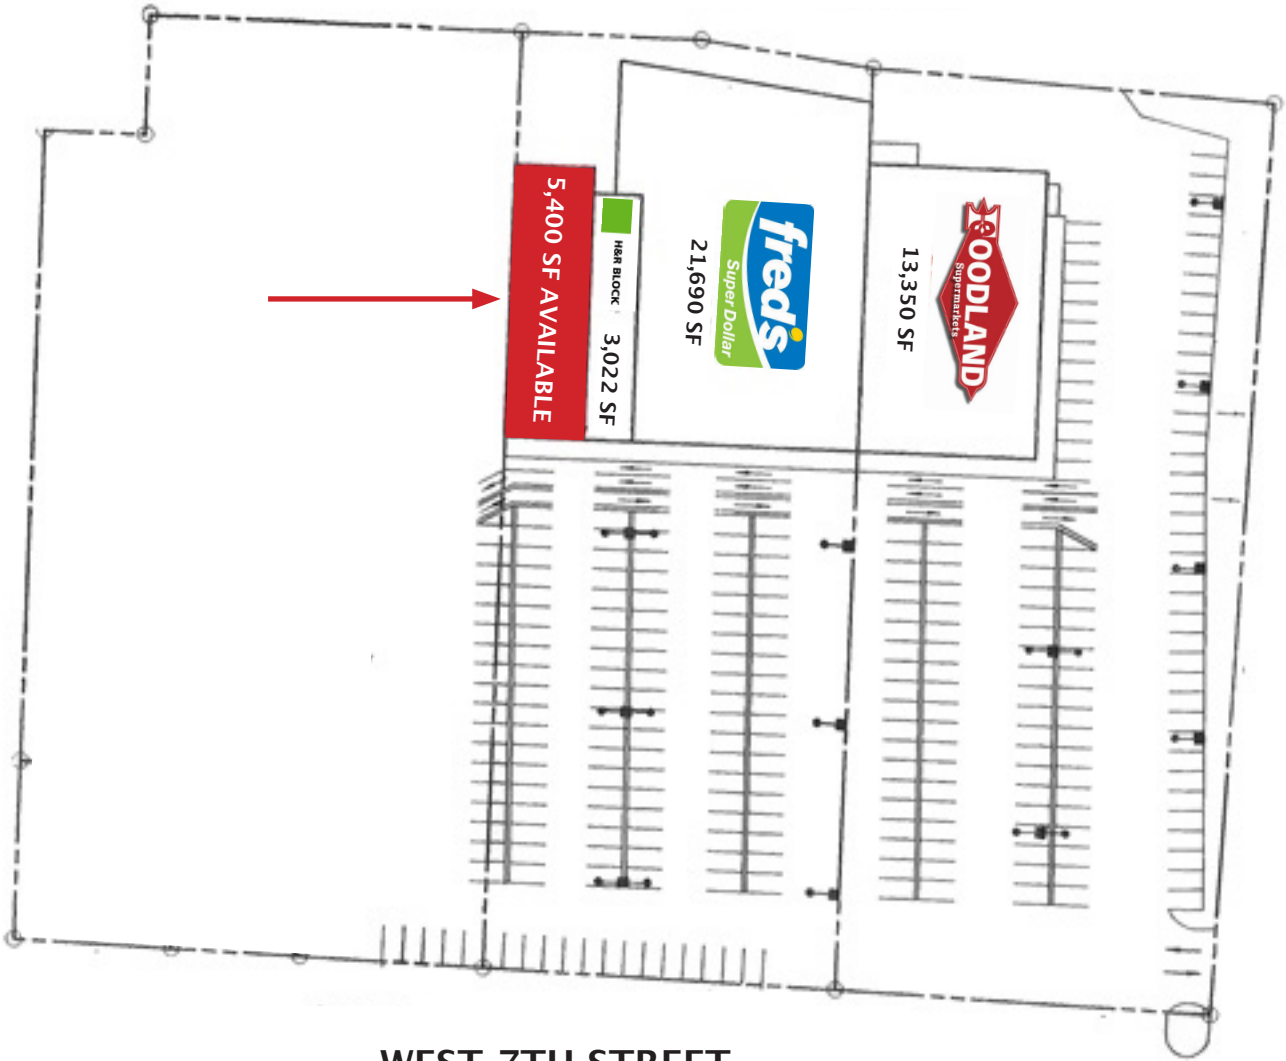 5,400 SF AVAILABLE
H&R BLOCK
3,022 SF
fred's
Super Dollar
21,690 SF
13,350 SF
FOODLAND
Supermarkets
WEST 7TH STREET